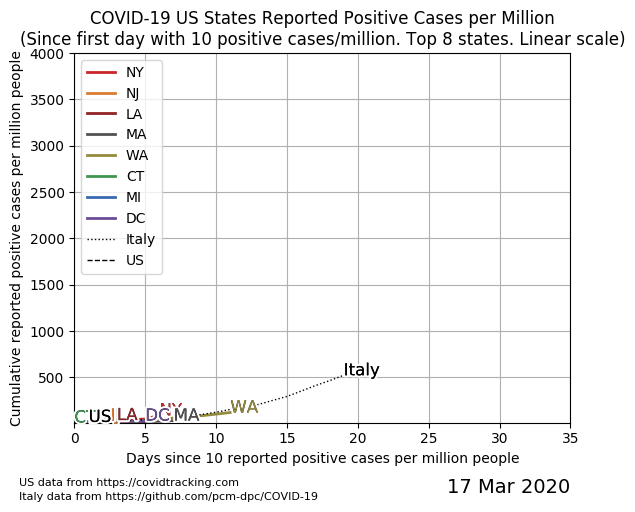 COVID-19 US States Reported Positive Cases per Million
(Since first day with 10 positive cases/million. Top 8 states. Linear scale)
Cumulative reported positive cases per million people
4000
3500
3000
2500
2000
1500
1000
500
NY
NJ
LA
MA
WA
CT
MI
DC
Italy
US
Italy
WA
NY
MA
DC
LA
US
0
5
10
15
20
25
30
35
Days since 10 reported positive cases per million people
US data from https://covidtracking.com
Italy data from https://github.com/pcm-dpc/COVID-19
17 Mar 2020